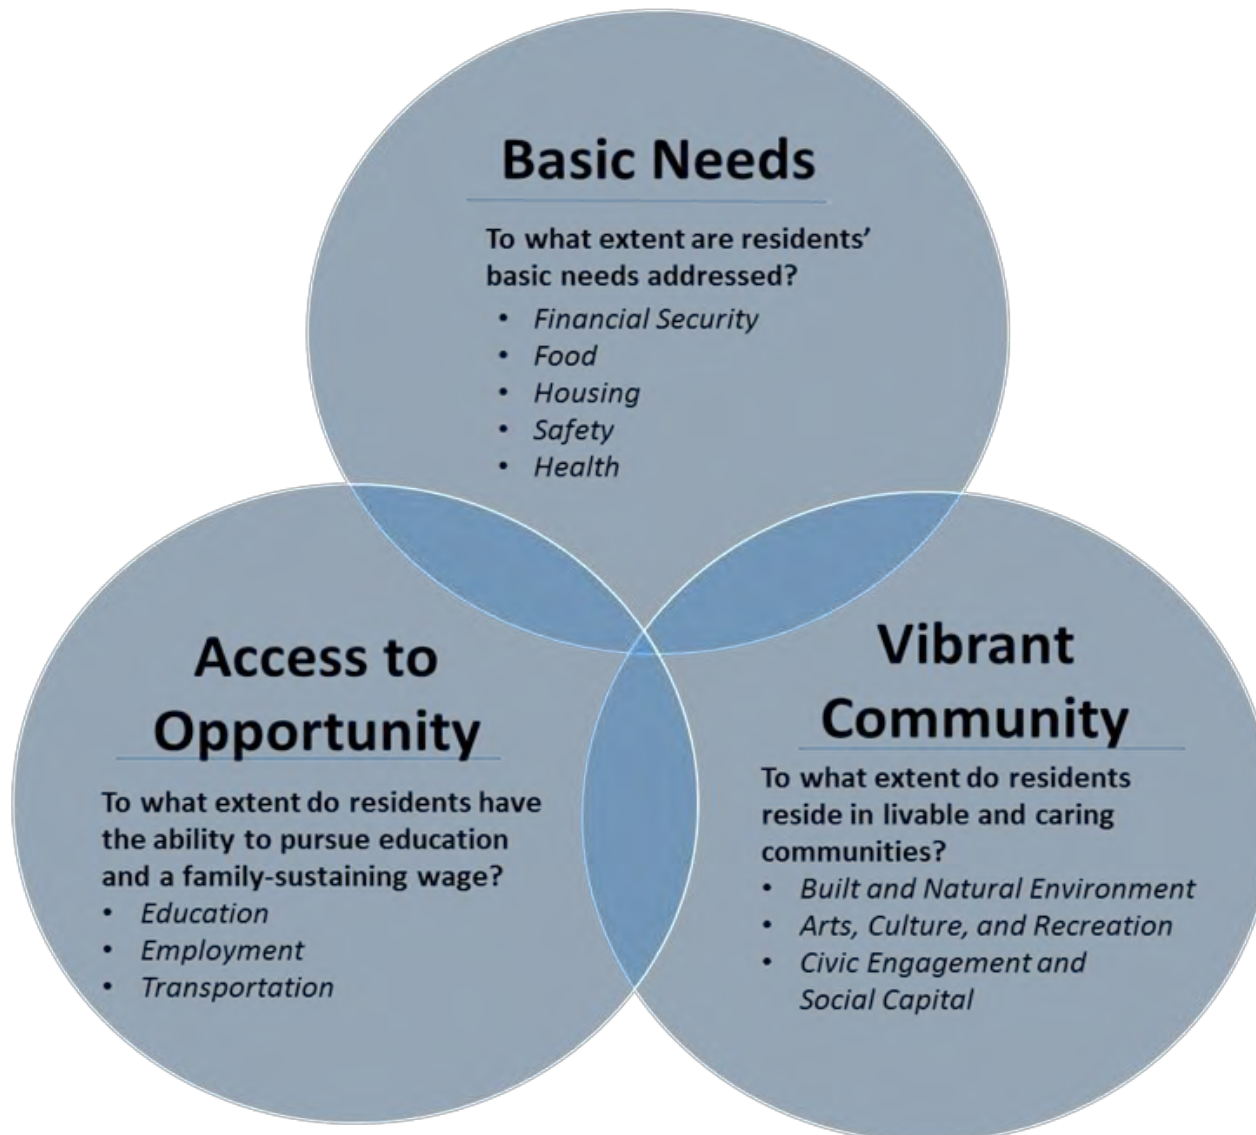 Basic Needs
To what extent are residents’
basic needs addressed?
• Financial Security
• Food
• Housing
• Safety
• Health
Access to
Opportunity
To what extent do residents have
the ability to pursue education
and a family-sustaining wage?
• Education
• Employment
• Transportation
Vibrant
Community
To what extent do residents
reside in livable and caring
communities?
• Built and Natural Environment
• Arts, Culture, and Recreation
• Civic Engagement and
Social Capital